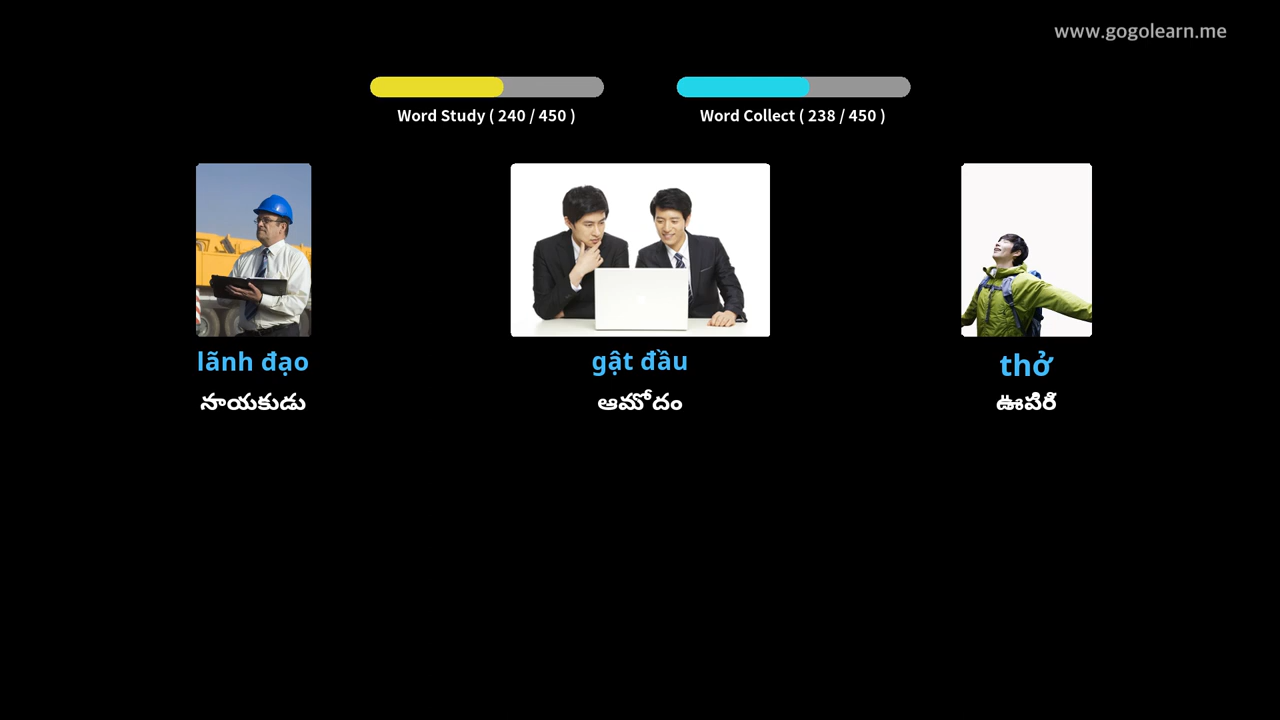 www.gogolearn.me
Word Study ( 240 / 450 )
Word Collect ( 238 / 450 )
lãnh đạo
gật đầu
thở
నాయకుడు
ఆమోదం
ఊపిరి